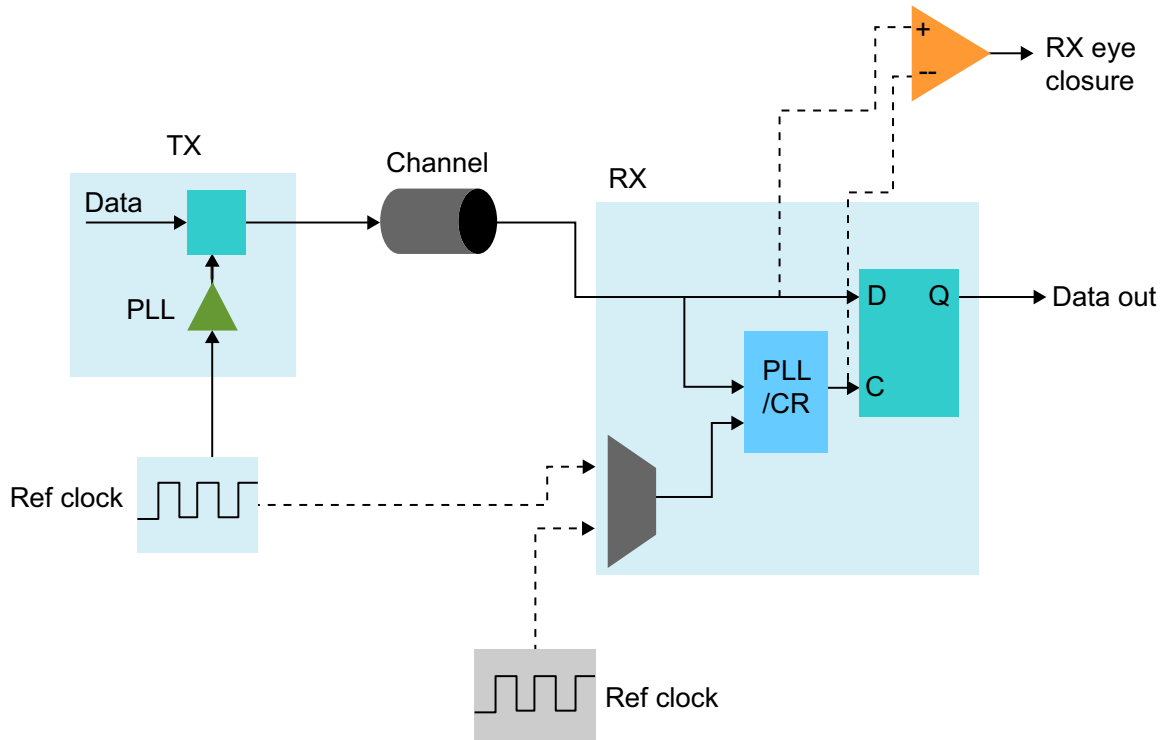 +
--
RX eye
closure
TX
Channel
RX
Data
PLL
D
Q
Data out
PLL
/CR
C
Ref clock
Ref clock